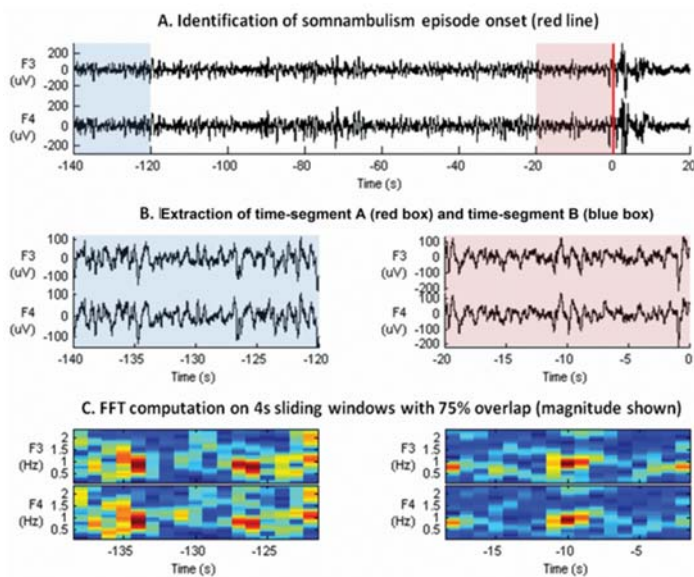 A. Identification of somnambulism episode onset (red line)
F3
(uV)
200
0
-200
F4
(uV)
200
0
-200
-140 -120 -100 -80 -60 -40 -20 0 20
Time (s)
B. Extraction of time-segment A (red box) and time-segment B (blue box)
F3
(uV)
100
0
-100
F4
(uV)
100
0
-100
-140 -135 -130 -125 -120
Time (s)
F3
(uV)
100
0
-100
-200
F4
(uV)
100
0
-100
-200
-20 -15 -10 -5 0
Time (s)
C. FFT computation on 4s sliding windows with 75% overlap (magnitude shown)
F3
(Hz)
2
1.5
1
0.5
F4
(Hz)
2
1.5
1
0.5
-135 -130 -125
Time (s)
F3
(Hz)
2
1.5
1
0.5
F4
(Hz)
2
1.5
1
0.5
-15 -10 -5
Time (s)